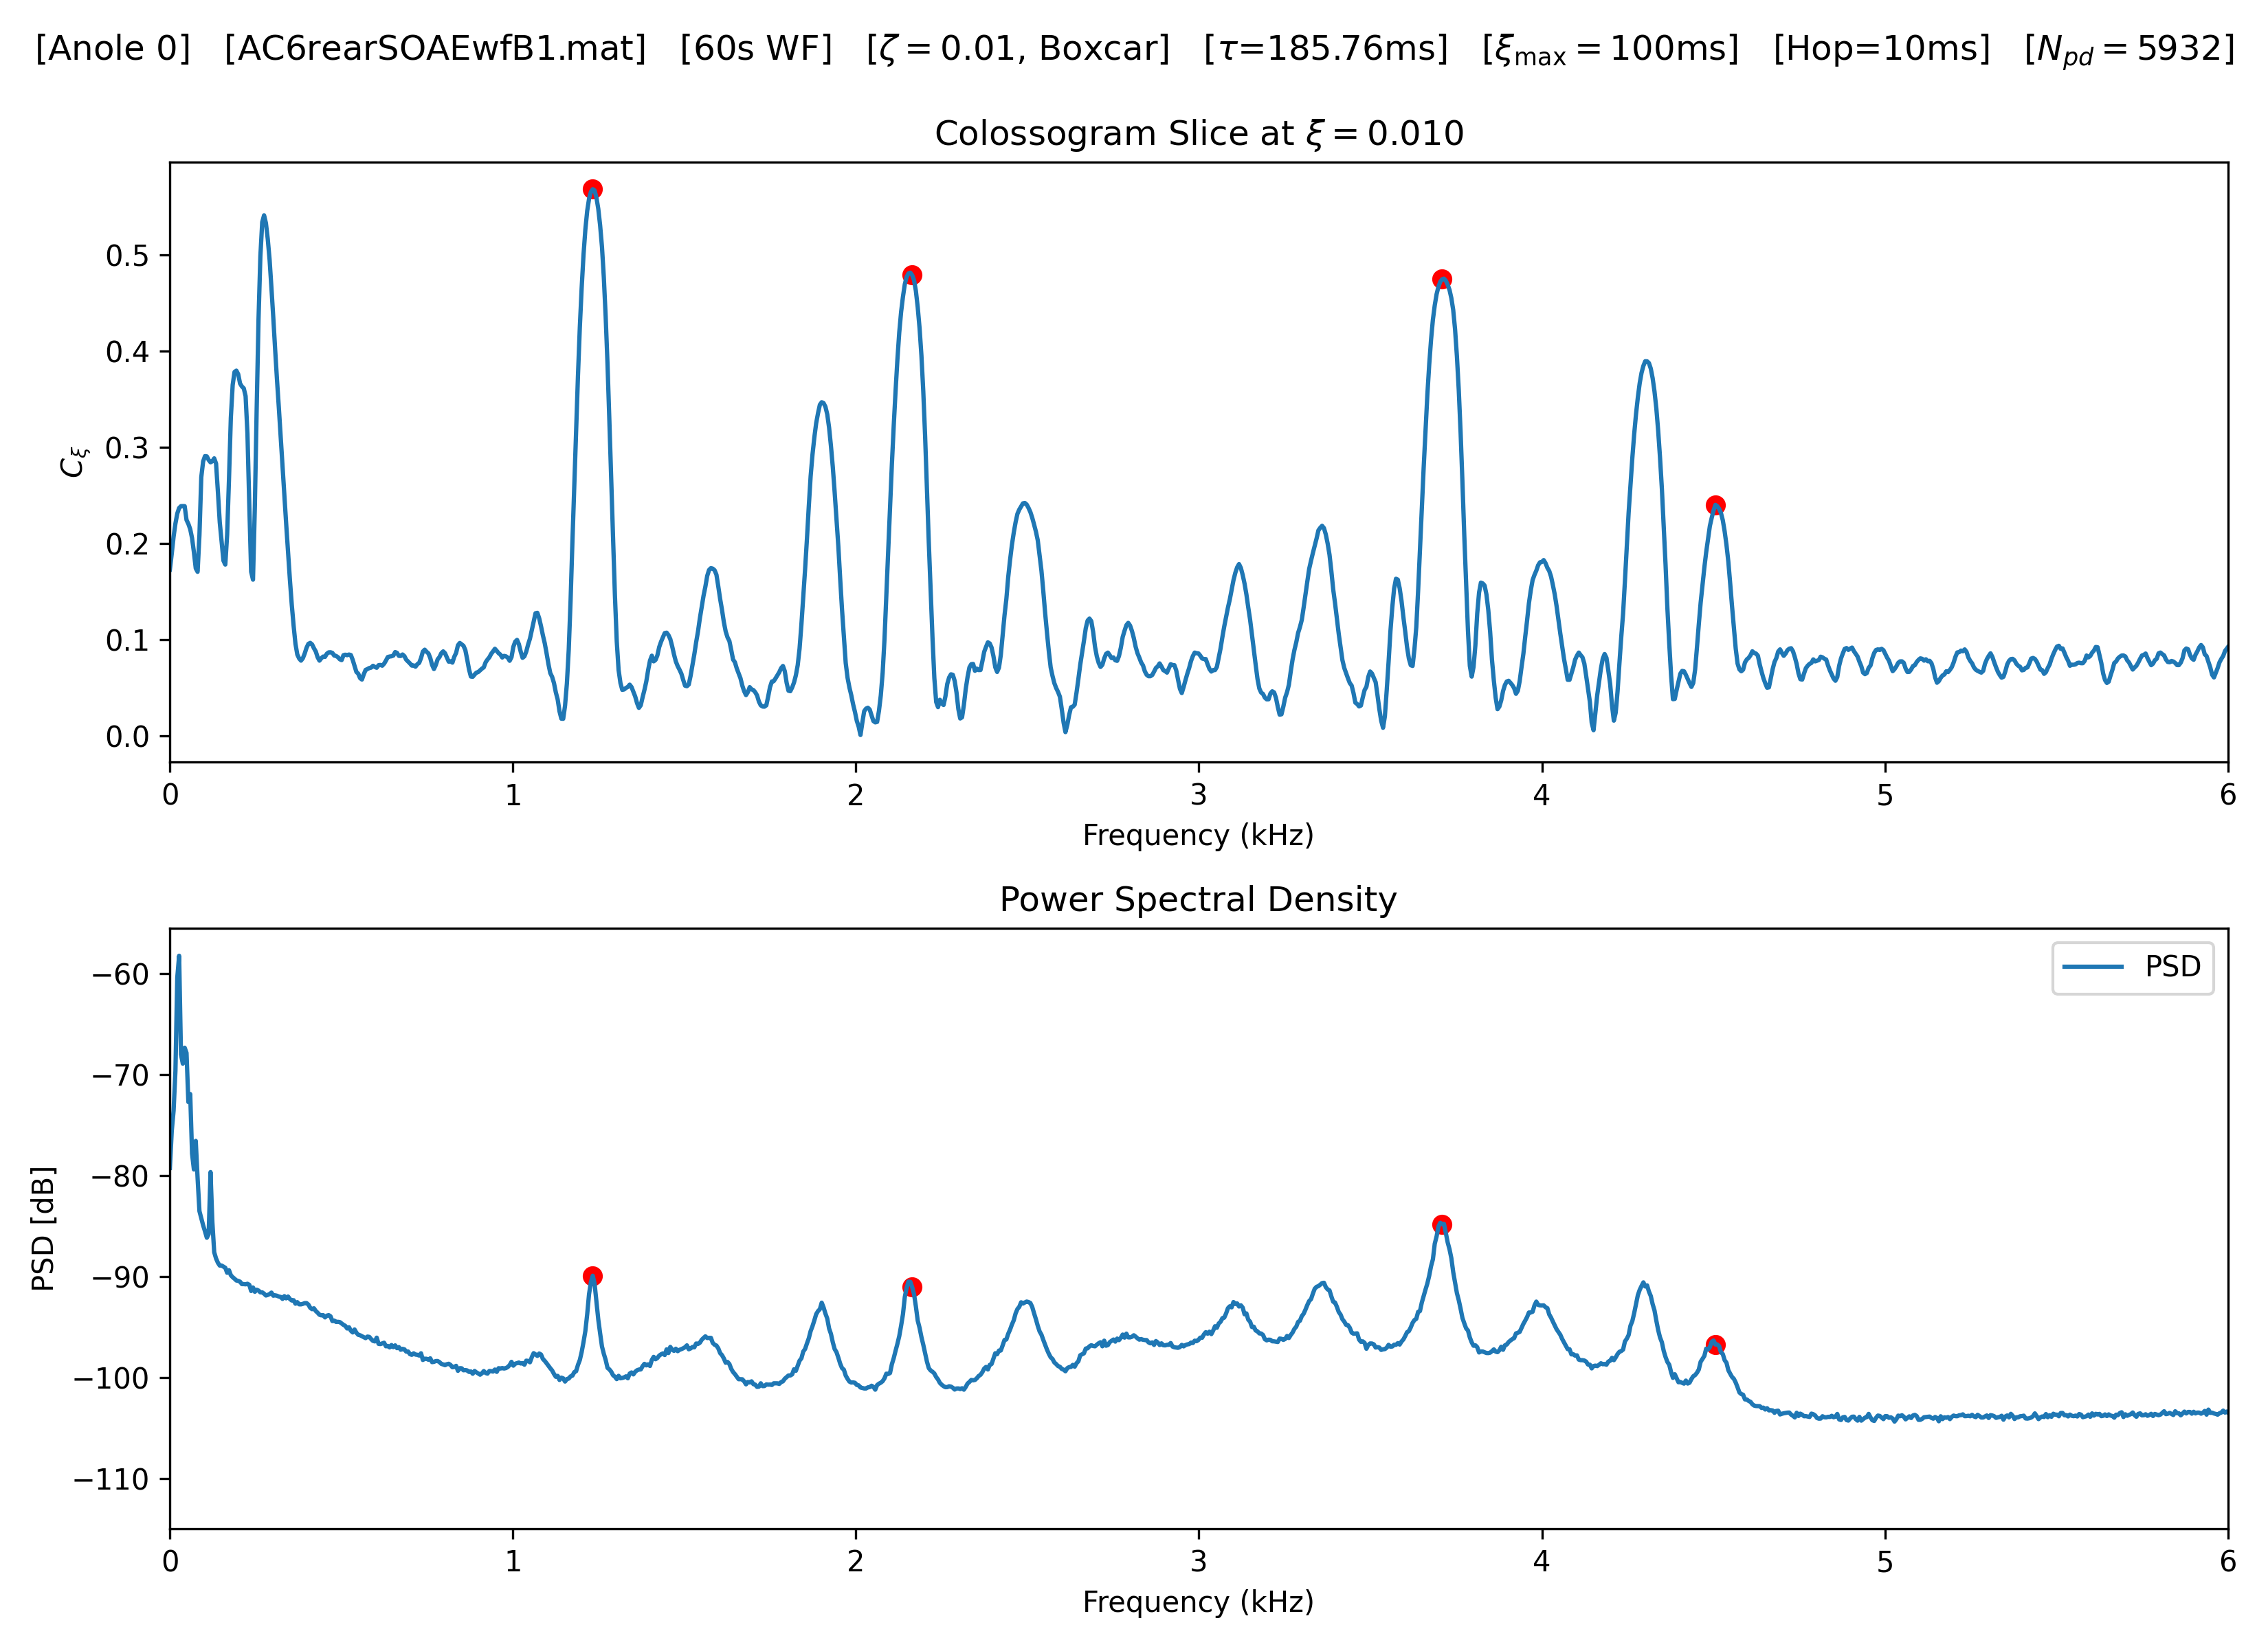 [Anole 0] [AC6rearSOAEwfB1.mat] [60s WF] [ζ = 0.01, Boxcar] [τ=185.76ms] [ξmax = 100ms] [Hop=10ms] [Npd = 5932]
Colossogram Slice at ξ = 0.010
0.5
0.4
0.3
0.2
0.1
0.0
Cξ
0 1 2 3 4 5 6
Frequency (kHz)
Power Spectral Density
PSD
−60
−70
−80
−90
−100
−110
PSD [dB]
0 1 2 3 4 5 6
Frequency (kHz)